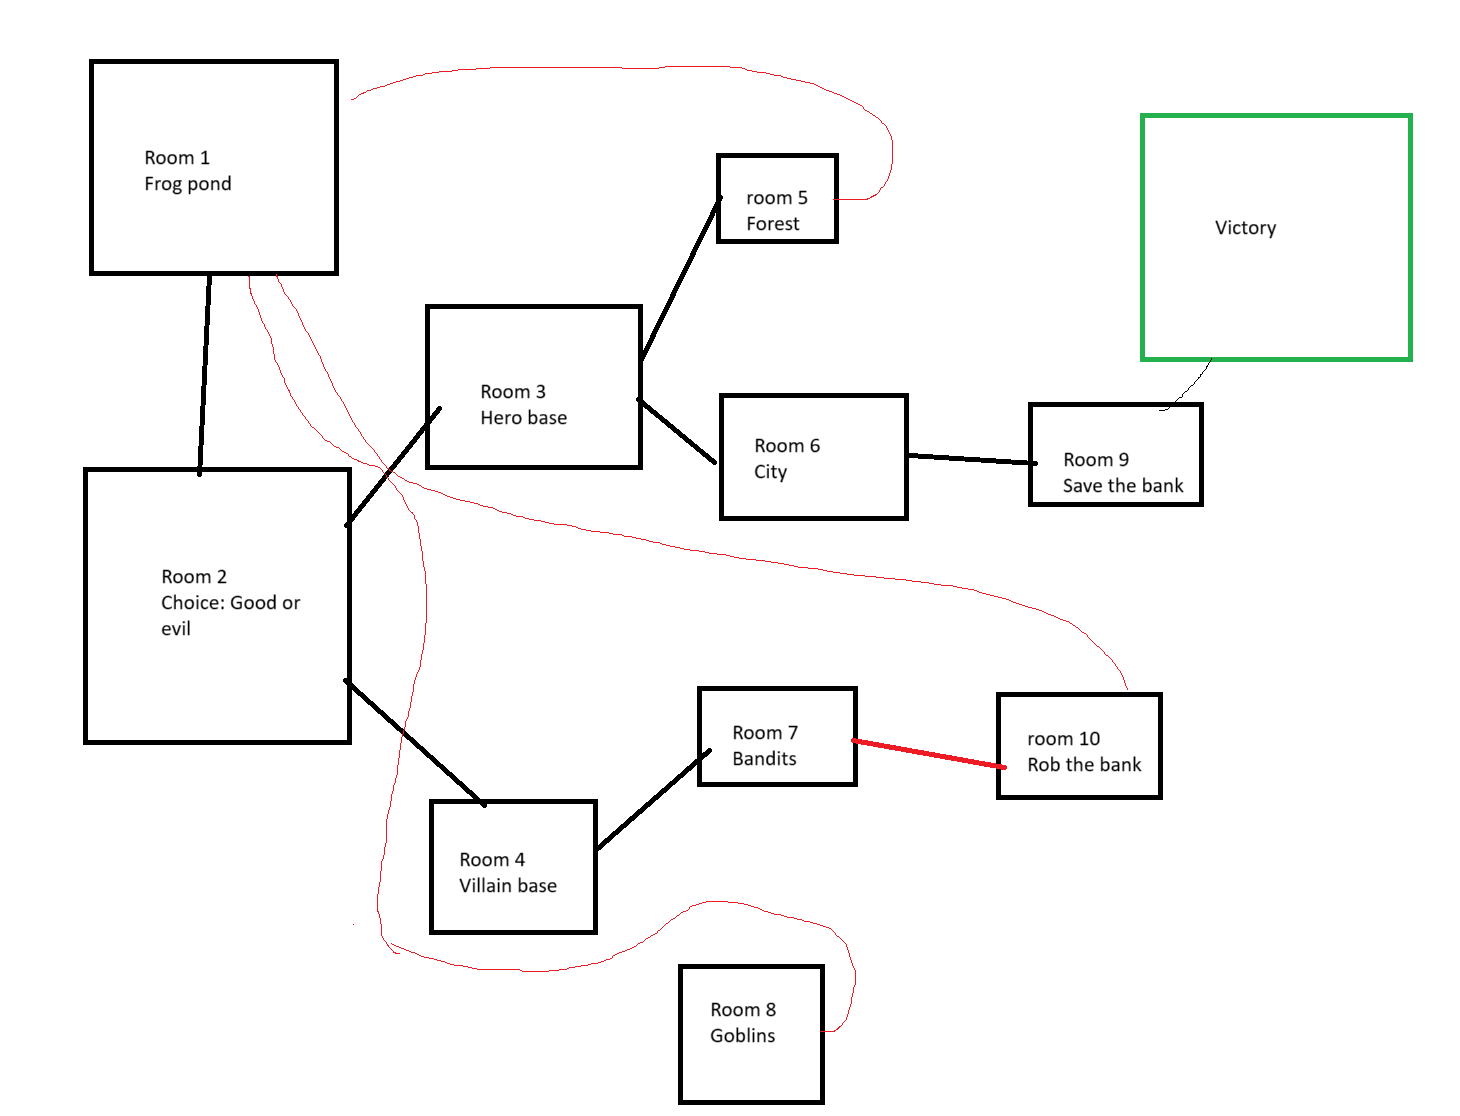 Room 1
Frog pond
room 5
Forest
Victory
Room 3
Hero base
Room 6
City
Room 9
Save the bank
Room 2
Choice: Good or
evil
Room 7
Bandits
room 10
Rob the bank
Room 4
Villain base
Room 8
Goblins